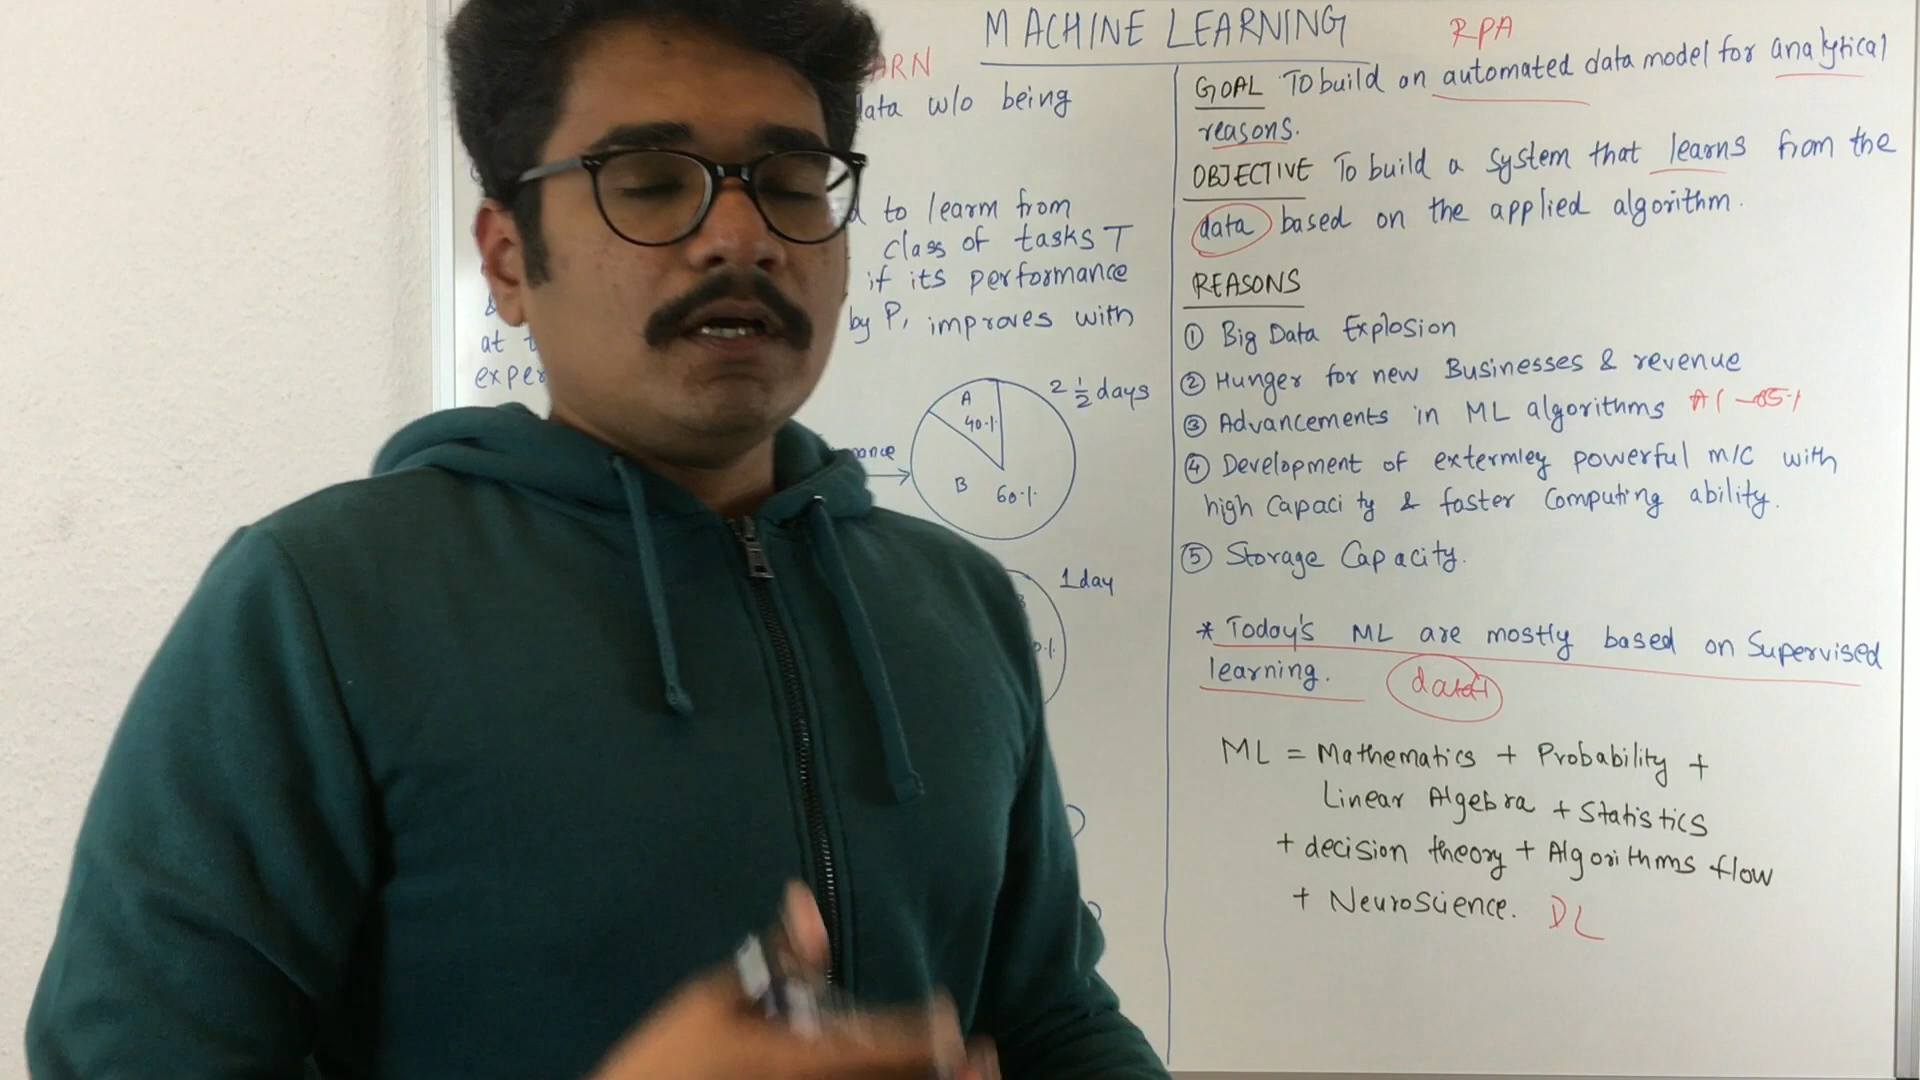 MACHINE LEARNING
RPA
ARN
data w/o being
to learm from
class of tasks T
if its performance
by P, improves with
at
exper
A
40%
B
60%
2 1/2 days
1 day
GOAL To build an automated data model for analytical
reasons.
OBJECTIVE To build a system that learns from the
data based on the applied algorithm.
REASONS
① Big Data Explosion
② Hunger for new Businesses & revenue
③ Advancements in ML algorithms
④ Development of extermley powerful m/c with
high Capacity & faster Computing ability.
⑤ Storage Capacity.
* Today's ML are mostly based on Supervised
learning.
ML = Mathematics + Probability +
Linear Algebra + Statistics
+ decision theory + Algorithms flow
+ Neuroscience. DL